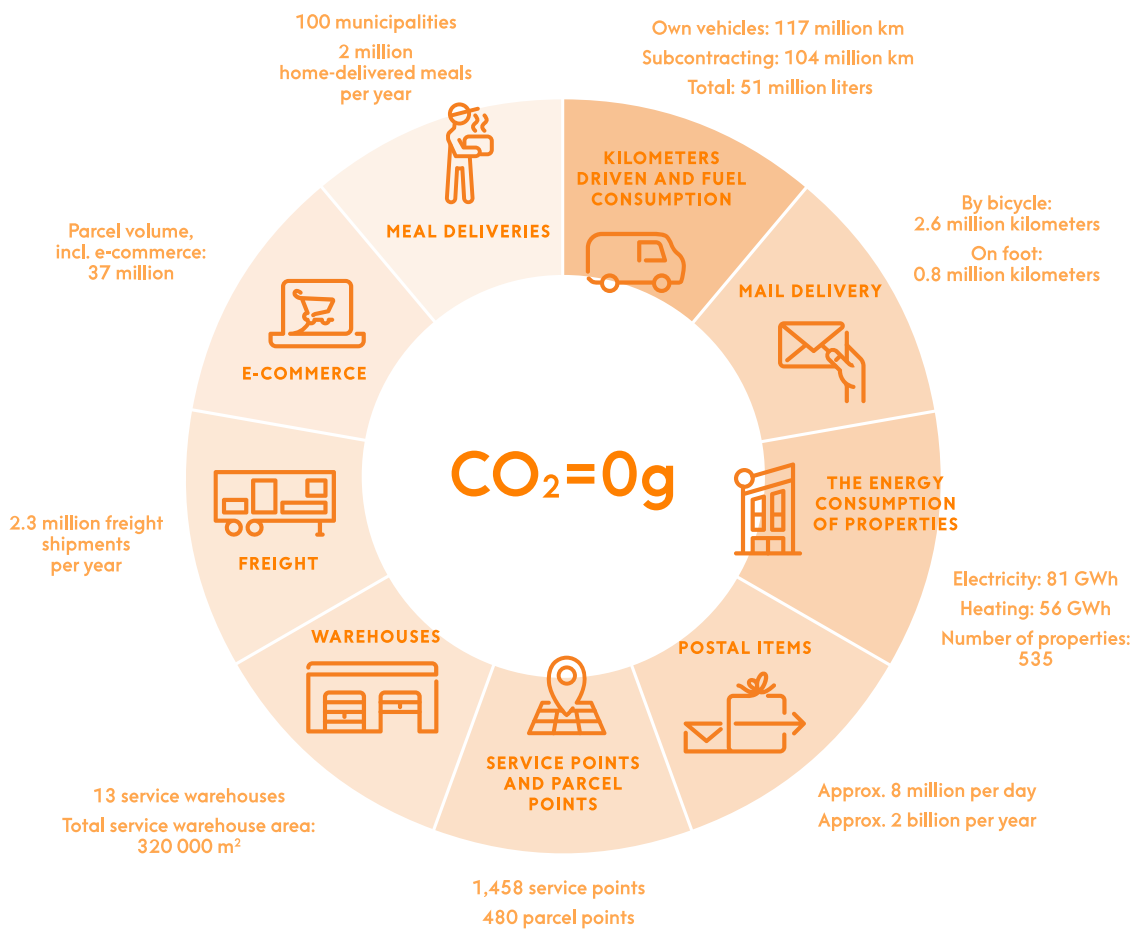 100 municipalities
2 million
home-delivered meals
per year
Own vehicles: 117 million km
Subcontracting: 104 million km
Total: 51 million liters
MEAL DELIVERIES
KILOMETERS
DRIVEN AND FUEL
CONSUMPTION
By bicycle:
2.6 million kilometers
On foot:
0.8 million kilometers
MAIL DELIVERY
Parcel volume,
incl. e-commerce:
37 million
E-COMMERCE
CO₂=0g
THE ENERGY
CONSUMPTION
OF PROPERTIES
Electricity: 81 GWh
Heating: 56 GWh
Number of properties:
535
2.3 million freight
shipments
per year
FREIGHT
WAREHOUSES
13 service warehouses
Total service warehouse area:
320 000 m²
POSTAL ITEMS
Approx. 8 million per day
Approx. 2 billion per year
SERVICE POINTS
AND PARCEL
POINTS
1,458 service points
480 parcel points